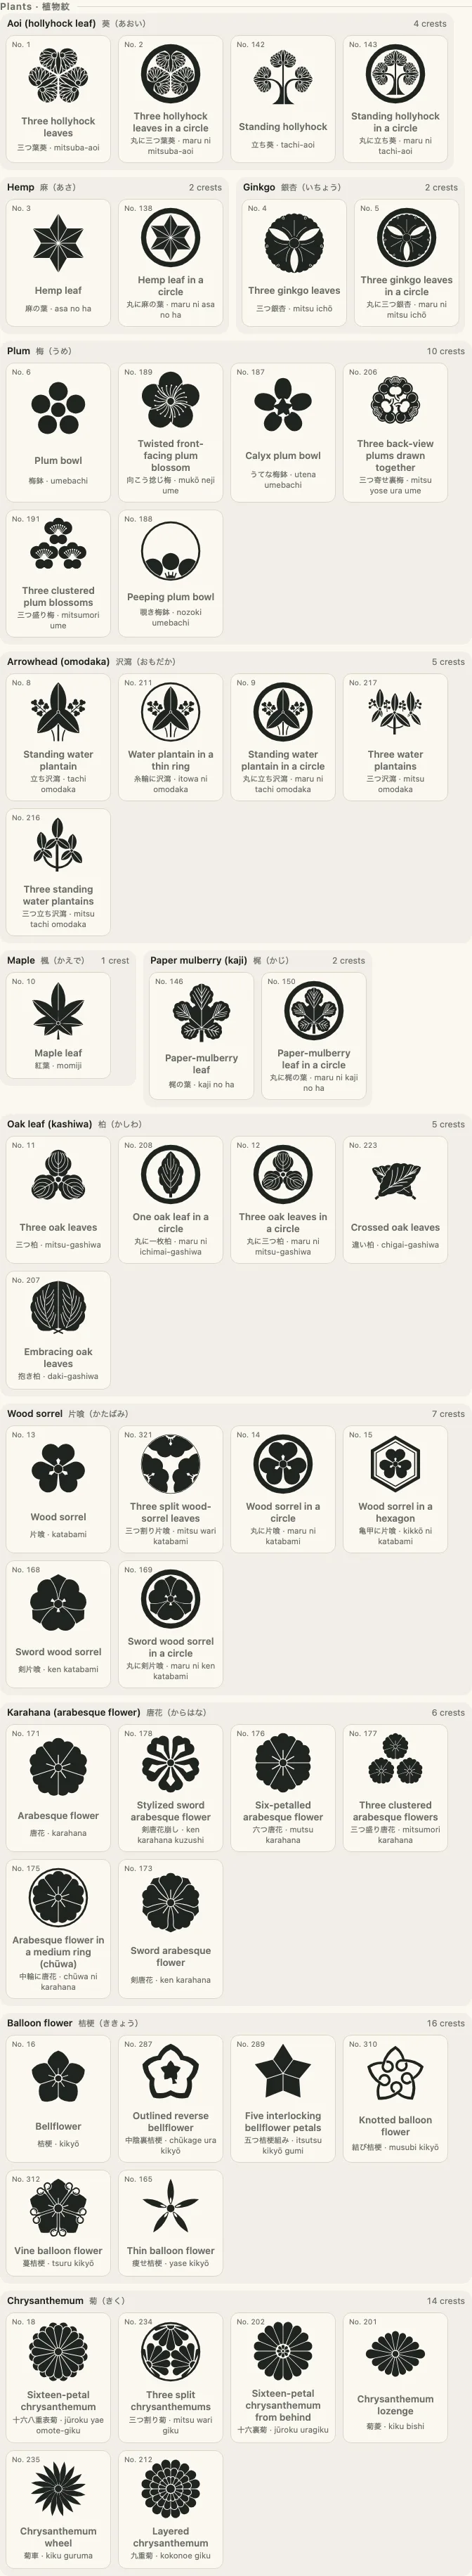 Plants · 植物紋
Aoi (hollyhock leaf) 葵（あおい） 4 crests
No. 1
Three hollyhock
leaves
三つ葉葵 · mitsuba-aoi
No. 2
Three hollyhock
leaves in a circle
丸に三つ葉葵 · maru ni
mitsuba-aoi
No. 142
Standing hollyhock
立ち葵 · tachi-aoi
No. 143
Standing hollyhock
in a circle
丸に立ち葵 · maru ni
tachi-aoi
Hemp 麻（あさ） 2 crests
No. 3
Hemp leaf
麻の葉 · asa no ha
No. 138
Hemp leaf in a
circle
丸に麻の葉 · maru ni asa
no ha
Ginkgo 銀杏（いちょう） 2 crests
No. 4
Three ginkgo leaves
三つ銀杏 · mitsu ichō
No. 5
Three ginkgo leaves
in a circle
丸に三つ銀杏 · maru ni
mitsu ichō
Plum 梅（うめ） 10 crests
No. 6
Plum bowl
梅鉢 · umebachi
No. 189
Twisted front-
facing plum
blossom
向こう捻じ梅 · mukō neji
ume
No. 187
Calyx plum bowl
うてな梅鉢 · utena
umebachi
No. 206
Three back-view
plums drawn
together
三つ寄せ裏梅 · mitsu
yose ura ume
No. 191
Three clustered
plum blossoms
三つ盛り梅 · mitsumori
ume
No. 188
Peeping plum bowl
覗き梅鉢 · nozoki
umebachi
Arrowhead (omodaka) 沢瀉（おもだか） 5 crests
No. 8
Standing water
plantain
立ち沢瀉 · tachi
omodaka
No. 211
Water plantain in a
thin ring
糸輪に沢瀉 · itowa ni
omodaka
No. 9
Standing water
plantain in a circle
丸に立ち沢瀉 · maru ni
tachi omodaka
No. 217
Three water
plantains
三つ沢瀉 · mitsu
omodaka
No. 216
Three standing
water plantains
三つ立ち沢瀉 · mitsu
tachi omodaka
Maple 楓（かえで） 1 crest
No. 10
Maple leaf
紅葉 · momiji
Paper mulberry (kaji) 梶（かじ） 2 crests
No. 146
Paper-mulberry
leaf
梶の葉 · kaji no ha
No. 150
Paper-mulberry
leaf in a circle
丸に梶の葉 · maru ni kaji
no ha
Oak leaf (kashiwa) 柏（かしわ） 5 crests
No. 11
Three oak leaves
三つ柏 · mitsu-gashiwa
No. 208
One oak leaf in a
circle
丸に一枚柏 · maru ni
ichimai-gashiwa
No. 12
Three oak leaves in
a circle
丸に三つ柏 · maru ni
mitsu-gashiwa
No. 223
Crossed oak leaves
違い柏 · chigai-gashiwa
No. 207
Embracing oak
leaves
抱き柏 · daki-gashiwa
Wood sorrel 片喰（かたばみ） 7 crests
No. 13
Wood sorrel
片喰 · katabami
No. 321
Three split wood-
sorrel leaves
三つ割り片喰 · mitsu wari
katabami
No. 14
Wood sorrel in a
circle
丸に片喰 · maru ni
katabami
No. 15
Wood sorrel in a
hexagon
亀甲に片喰 · kikkō ni
katabami
No. 168
Sword wood sorrel
剣片喰 · ken katabami
No. 169
Sword wood sorrel
in a circle
丸に剣片喰 · maru ni ken
katabami
Karahana (arabesque flower) 唐花（からはな） 6 crests
No. 171
Arabesque flower
唐花 · karahana
No. 178
Stylized sword
arabesque flower
剣唐花崩し · ken
karahana kuzushi
No. 176
Six-petalled
arabesque flower
六つ唐花 · mutsu
karahana
No. 177
Three clustered
arabesque flowers
三つ盛り唐花 · mitsumori
karahana
No. 175
Arabesque flower in
a medium ring
(chūwa)
中輪に唐花 · chūwa ni
karahana
No. 173
Sword arabesque
flower
剣唐花 · ken karahana
Balloon flower 桔梗（ききょう） 16 crests
No. 16
Bellflower
桔梗 · kikyō
No. 287
Outlined reverse
bellflower
中陰裏桔梗 · chūkage ura
kikyō
No. 289
Five interlocking
bellflower petals
五つ桔梗組み · itsutsu
kikyō gumi
No. 310
Knotted balloon
flower
結び桔梗 · musubi kikyō
No. 312
Vine balloon flower
蔓桔梗 · tsuru kikyō
No. 165
Thin balloon flower
痩せ桔梗 · yase kikyō
Chrysanthemum 菊（きく） 14 crests
No. 18
Sixteen-petal
chrysanthemum
十六八重表菊 · jūroku yae
omote-giku
No. 234
Three split
chrysanthemums
三つ割り菊 · mitsu wari
giku
No. 202
Sixteen-petal
chrysanthemum
from behind
十六裏菊 · jūroku uragiku
No. 201
Chrysanthemum
lozenge
菊菱 · kiku bishi
No. 235
Chrysanthemum
wheel
菊車 · kiku guruma
No. 212
Layered
chrysanthemum
九重菊 · kokonoe giku